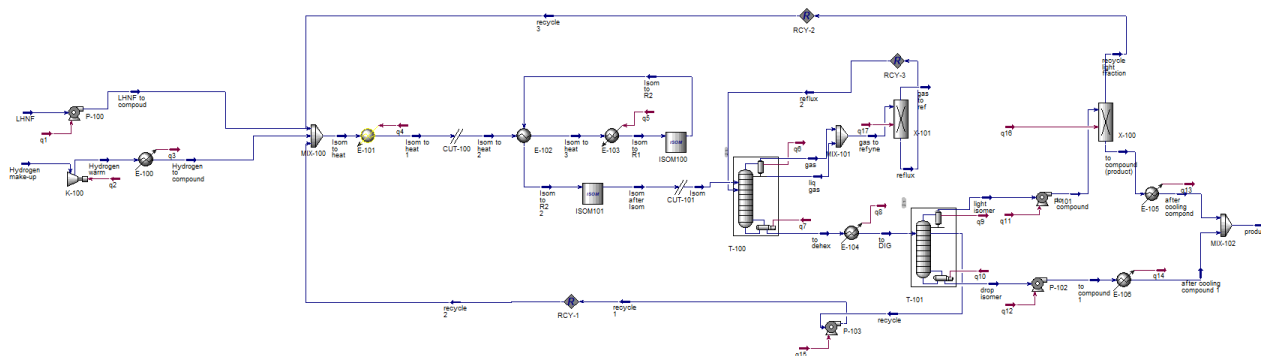 recycle
3
RCY-2
recycle
light
fraction
RCY-3
gas
to
ref
Isom
to
R2
reflux
2
LHNF
LHNF to
compoud
P-100
q1
q4
q5
q17
X-101
q16
X-100
MIX-100
Isom
to
heat
E-101
Isom
to
heat
1
CUT-100
Isom
to
heat
2
E-102
Isom
to
heat
3
E-103
Isom
to
R1
ISOM100
MIX-101
gas to
refyne
reflux
q3
Hydrogen
make-up
K-100
Hydrogen
warm
q2
E-100
Hydrogen
to
compound
q6
gas
liq
gas
to
compound
(product)
Isom
to
R2
2
ISOM
ISOM101
Isom
after
Isom
CUT-101
Isom
q7
T-100
to
dehex
E-104
q8
to
DIG
light
isomer
q9
q11
to
compound
q13
E-105
after
cooling
compond
MIX-102
produ
q10
T-101
drop
isomer
q12
P-102
to
compound
1
q14
E-106
after cooling
compound 1
recycle
2
RCY-1
recycle
1
P-103
recycle
q15